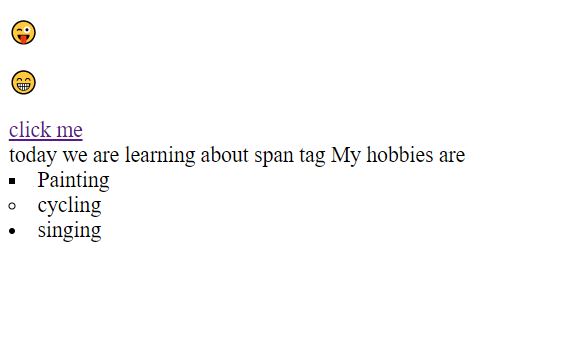 😜
😁
click me
today we are learning about span tag My hobbies are
▪ Painting
○ cycling
• singing